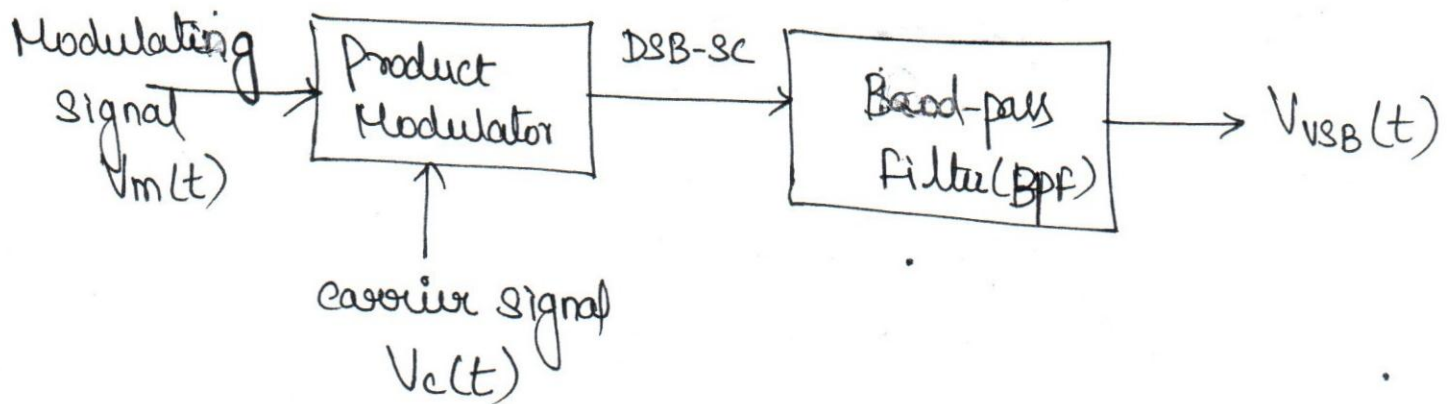 Modulating
signal
Vm(t)
Product
Modulator
DSB-SC
Band-pass
Filter(BPF)
VVSB(t)
carrier signal
Vc(t)